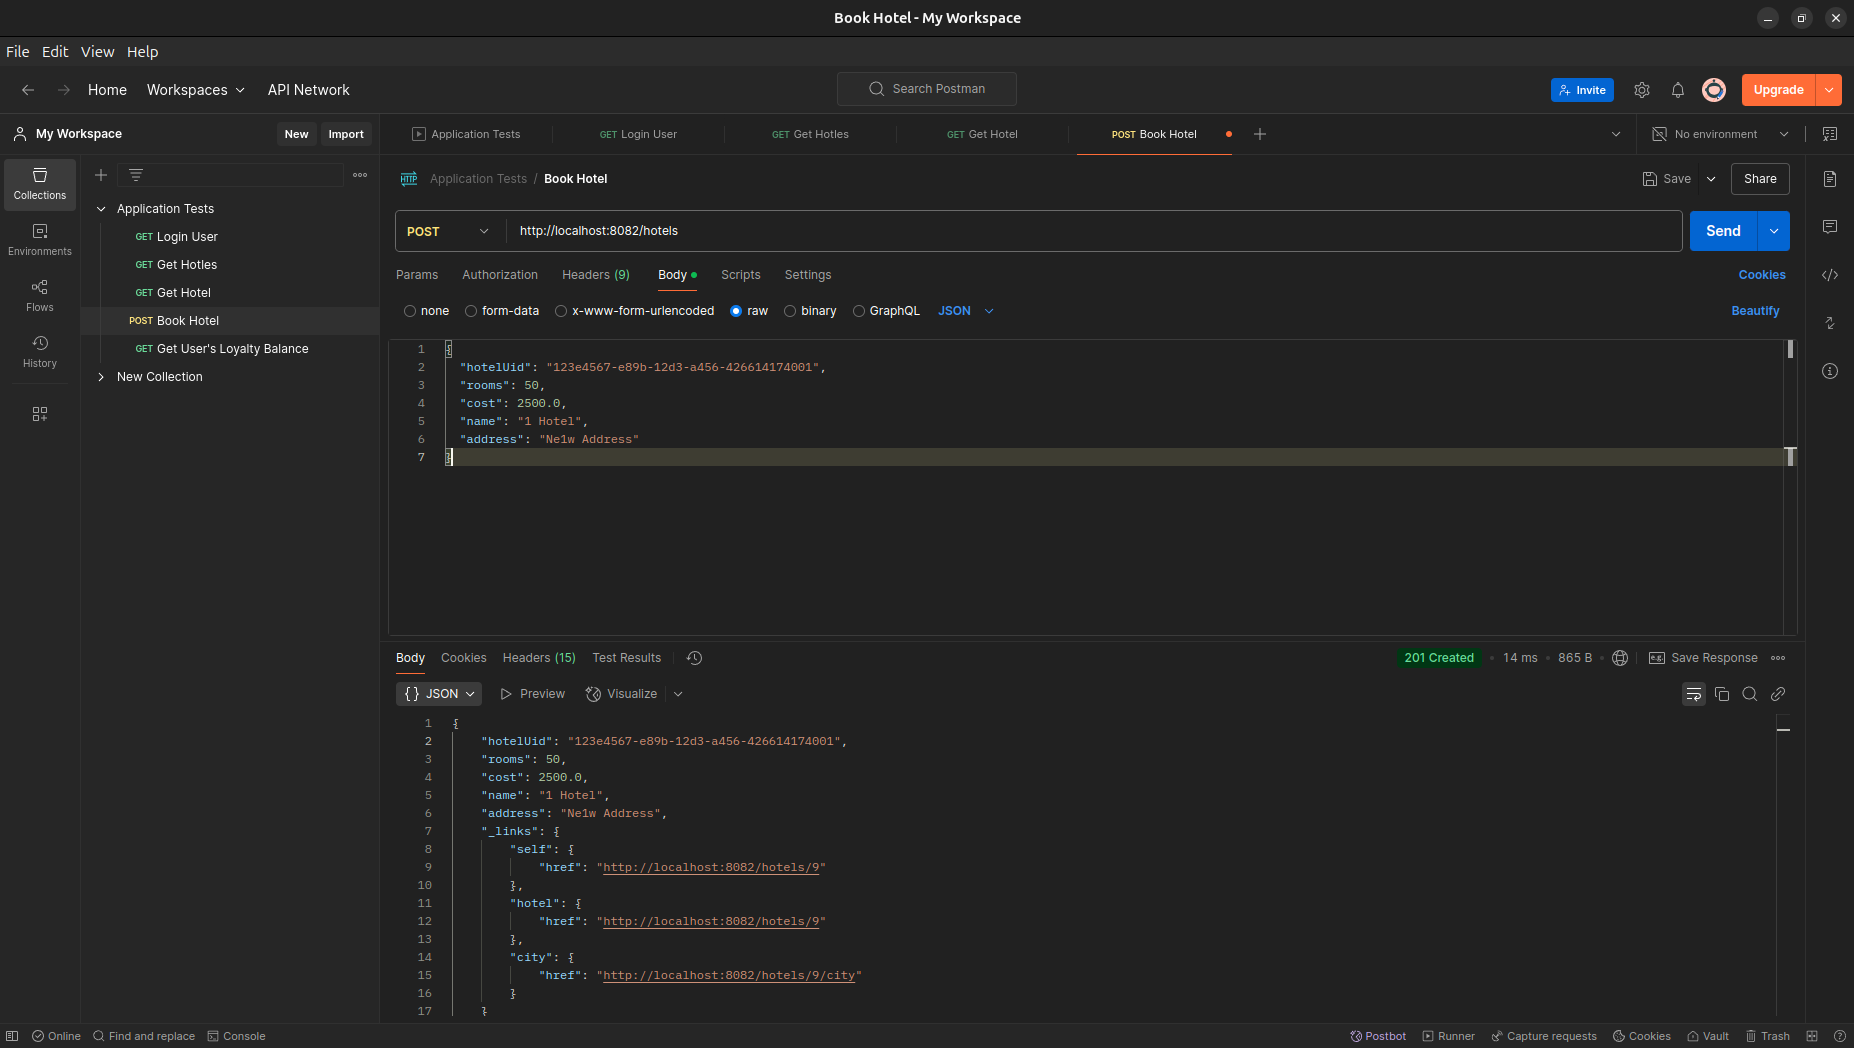 Book Hotel - My Workspace
File Edit View Help
Home Workspaces API Network Search Postman Invite Upgrade
My Workspace New Import Application Tests GET Login User GET Get Hotles GET Get Hotel POST Book Hotel No environment
HTTP Application Tests / Book Hotel Save Share
Collections
Environments
Flows
History
Application Tests
GET Login User
GET Get Hotles
GET Get Hotel
POST Book Hotel
GET Get User's Loyalty Balance
New Collection
POST http://localhost:8082/hotels Send
Params Authorization Headers (9) Body Scripts Settings Cookies
none form-data x-www-form-urlencoded raw binary GraphQL JSON Beautify
1 {
2 "hotelUid": "123e4567-e89b-12d3-a456-426614174001",
3 "rooms": 50,
4 "cost": 2500.0,
5 "name": "1 Hotel",
6 "address": "Ne1w Address"
7 }
Body Cookies Headers (15) Test Results 201 Created • 14 ms • 865 B • e.g. Save Response
{} JSON Preview Visualize
1 {
2 "hotelUid": "123e4567-e89b-12d3-a456-426614174001",
3 "rooms": 50,
4 "cost": 2500.0,
5 "name": "1 Hotel",
6 "address": "Ne1w Address",
7 "_links": {
8 "self": {
9 "href": "http://localhost:8082/hotels/9"
10 },
11 "hotel": {
12 "href": "http://localhost:8082/hotels/9"
13 },
14 "city": {
15 "href": "http://localhost:8082/hotels/9/city"
16 }
17 }
Online Find and replace Console Postbot Runner Capture requests Cookies Vault Trash